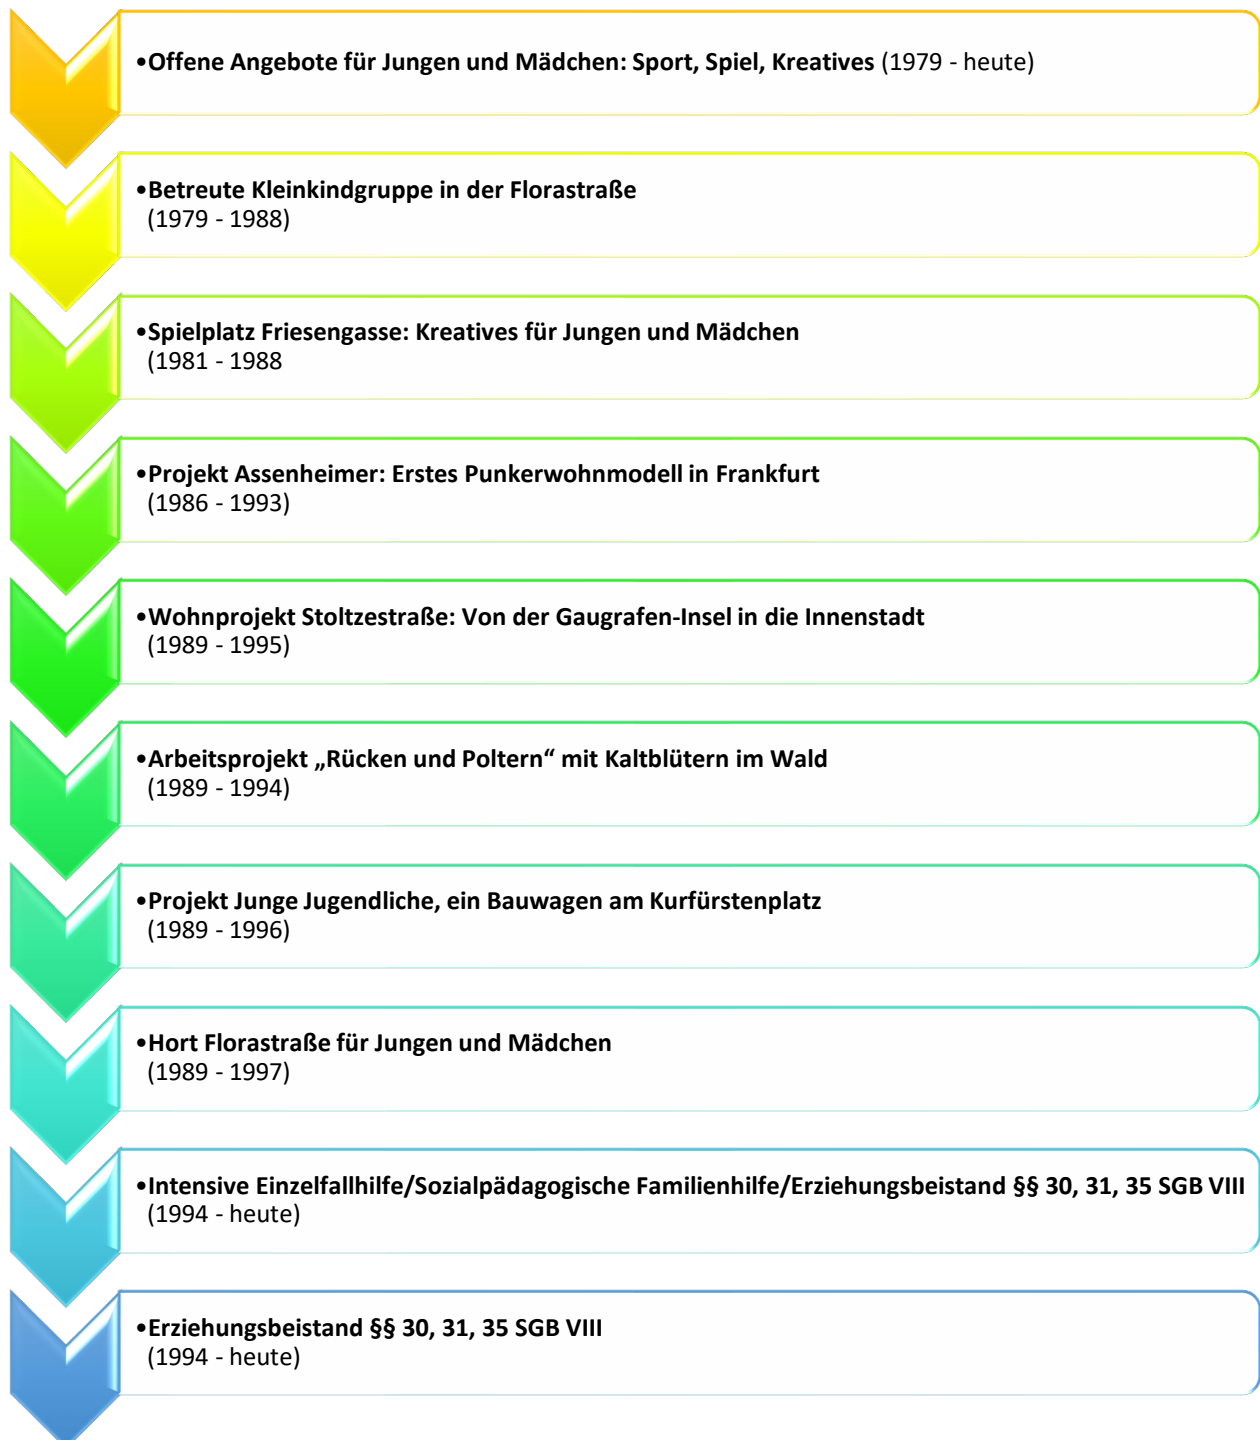 •Offene Angebote für Jungen und Mädchen: Sport, Spiel, Kreatives (1979 - heute)
•Betreute Kleinkindgruppe in der Florastraße
(1979 - 1988)
•Spielplatz Friesengasse: Kreatives für Jungen und Mädchen
(1981 - 1988
•Projekt Assenheimer: Erstes Punkerwohnmodell in Frankfurt
(1986 - 1993)
•Wohnprojekt Stoltzestraße: Von der Gaugrafen-Insel in die Innenstadt
(1989 - 1995)
•Arbeitsprojekt „Rücken und Poltern“ mit Kaltblütern im Wald
(1989 - 1994)
•Projekt Junge Jugendliche, ein Bauwagen am Kurfürstenplatz
(1989 - 1996)
•Hort Florastraße für Jungen und Mädchen
(1989 - 1997)
•Intensive Einzelfallhilfe/Sozialpädagogische Familienhilfe/Erziehungsbeistand §§ 30, 31, 35 SGB VIII
(1994 - heute)
•Erziehungsbeistand §§ 30, 31, 35 SGB VIII
(1994 - heute)